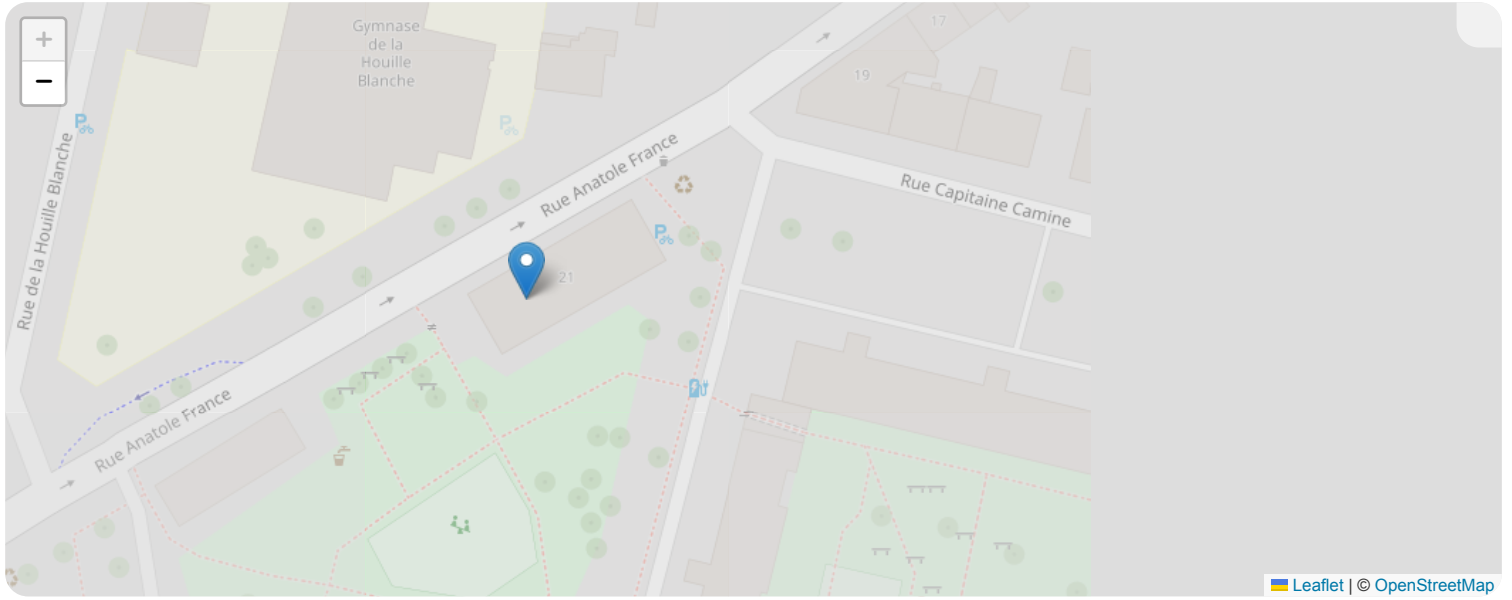 +
−
Gymnase
de la
Houille
Blanche
17
19
P
P
Rue de la Houille Blanche
Rue Anatole France
Rue Capitaine Camine
P
21
Rue Anatole France
Leaflet | © OpenStreetMap